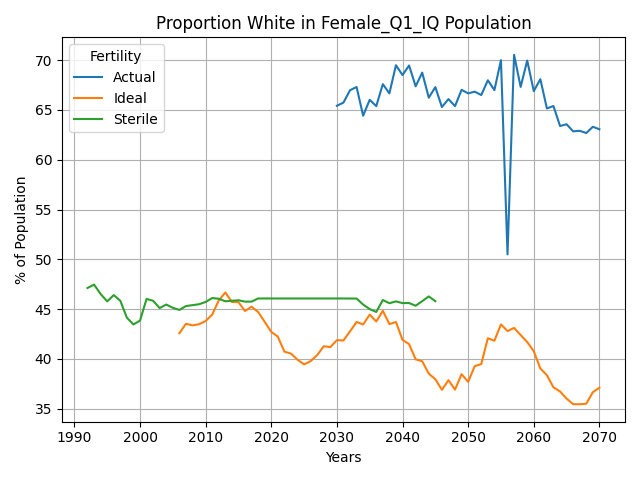 Proportion White in Female_Q1_IQ Population
Fertility
Actual
Ideal
Sterile
% of Population
70
65
60
55
50
45
40
35
1990
2000
2010
2020
2030
2040
2050
2060
2070
Years